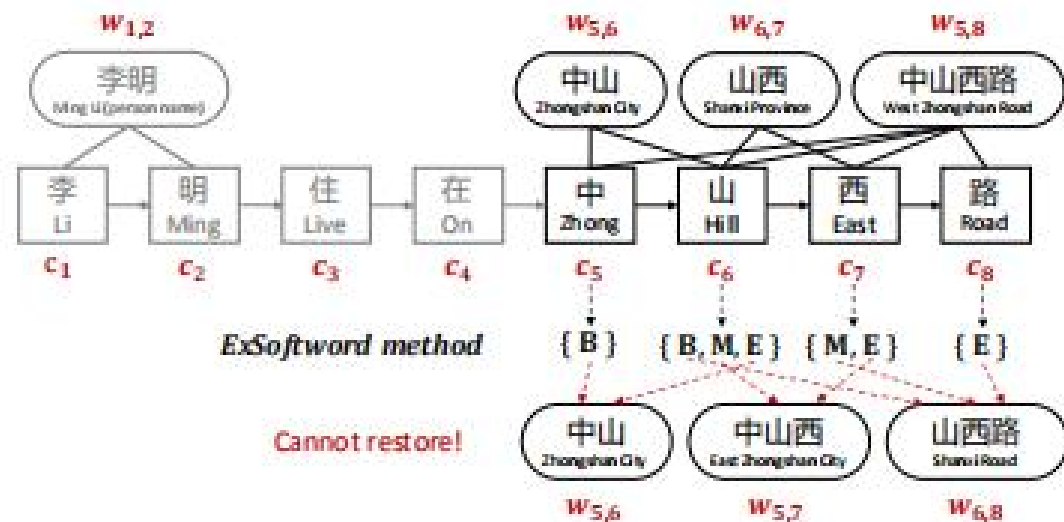 w1,2 w5,6 w6,7 w5,8
李明 中山 山西 中山西路
Ming Li(person name) Zhongshan City Shanxi Province West Zhongshan Road
李 明 住 在 中 山 西 路
Li Ming Live On Zhong Hill East Road
c1 c2 c3 c4 c5 c6 c7 c8
ExSoftword method { B } { B, M, E } { M, E } { E }
Cannot restore! 中山 中山西 山西路
Zhongshan City East Zhongshan City Shanxi Road
w5,6 w5,7 w6,8